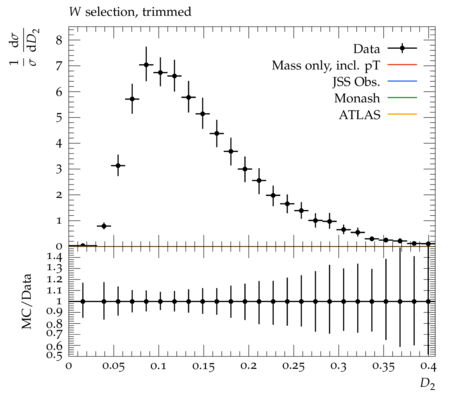 W selection, trimmed
1/σ dσ/dD₂
8
7
6
5
4
3
2
1
0
Data
Mass only, incl. pT
JSS Obs.
Monash
ATLAS
MC/Data
1.4
1.3
1.2
1.1
1
0.9
0.8
0.7
0.6
0.5
0 0.05 0.1 0.15 0.2 0.25 0.3 0.35 0.4
D₂